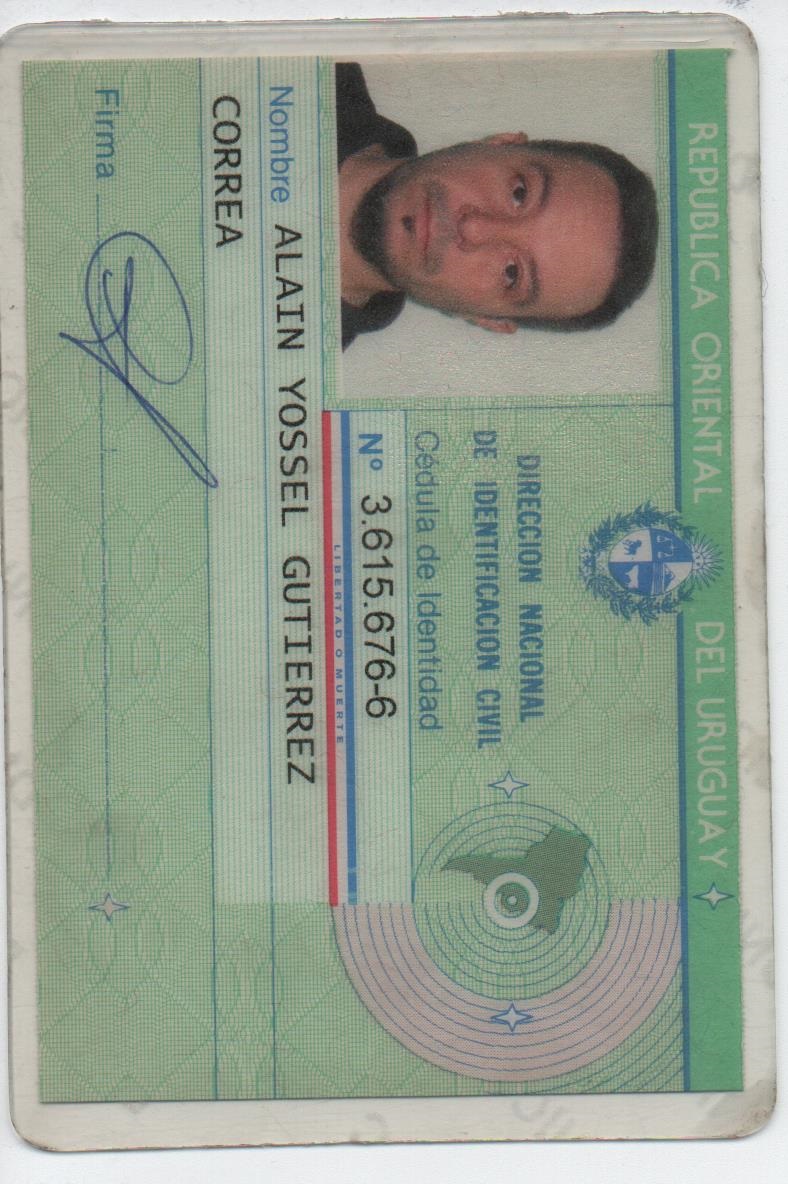 REPUBLICA ORIENTAL DEL URUGUAY
DIRECCION NACIONAL
DE IDENTIFICACION CIVIL
Cédula de Identidad
Nº 3.615.676-6
LIBERTAD O MUERTE
Nombre ALAIN YOSSEL GUTIERREZ
CORREA
Firma